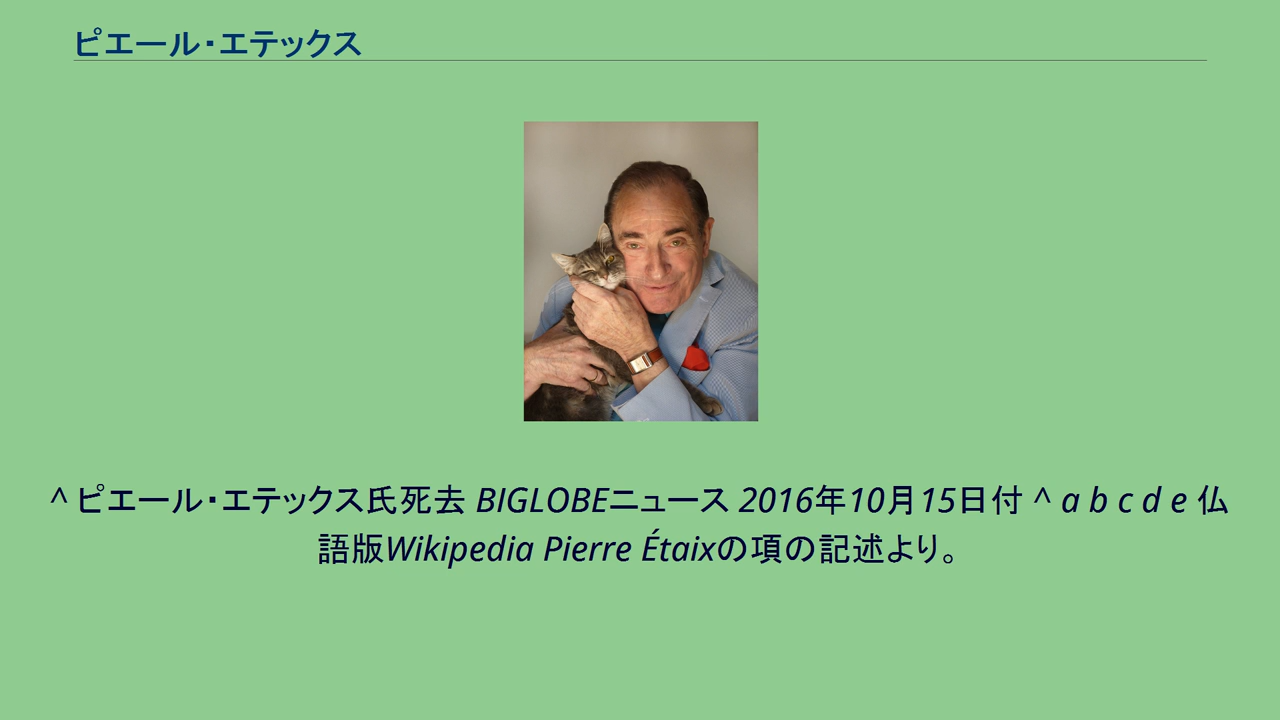 ピエール・エテックス
^ ピエール・エテックス氏死去 BIGLOBEニュース 2016年10月15日付 ^ a b c d e 仏
語版Wikipedia Pierre Étaixの項の記述より。